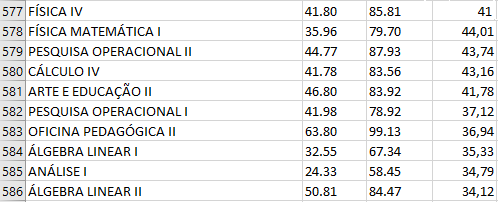 577 FÍSICA IV 41.80 85.81 41
578 FÍSICA MATEMÁTICA I 35.96 79.70 44,01
579 PESQUISA OPERACIONAL II 44.77 87.93 43,74
580 CÁLCULO IV 41.78 83.56 43,16
581 ARTE E EDUCAÇÃO II 46.80 83.92 41,78
582 PESQUISA OPERACIONAL I 41.98 78.92 37,12
583 OFICINA PEDAGÓGICA II 63.80 99.13 36,94
584 ÁLGEBRA LINEAR I 32.55 67.34 35,33
585 ANÁLISE I 24.33 58.45 34,79
586 ÁLGEBRA LINEAR II 50.81 84.47 34,12